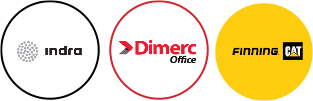 indra
Dimerc
Office
FINNING CAT